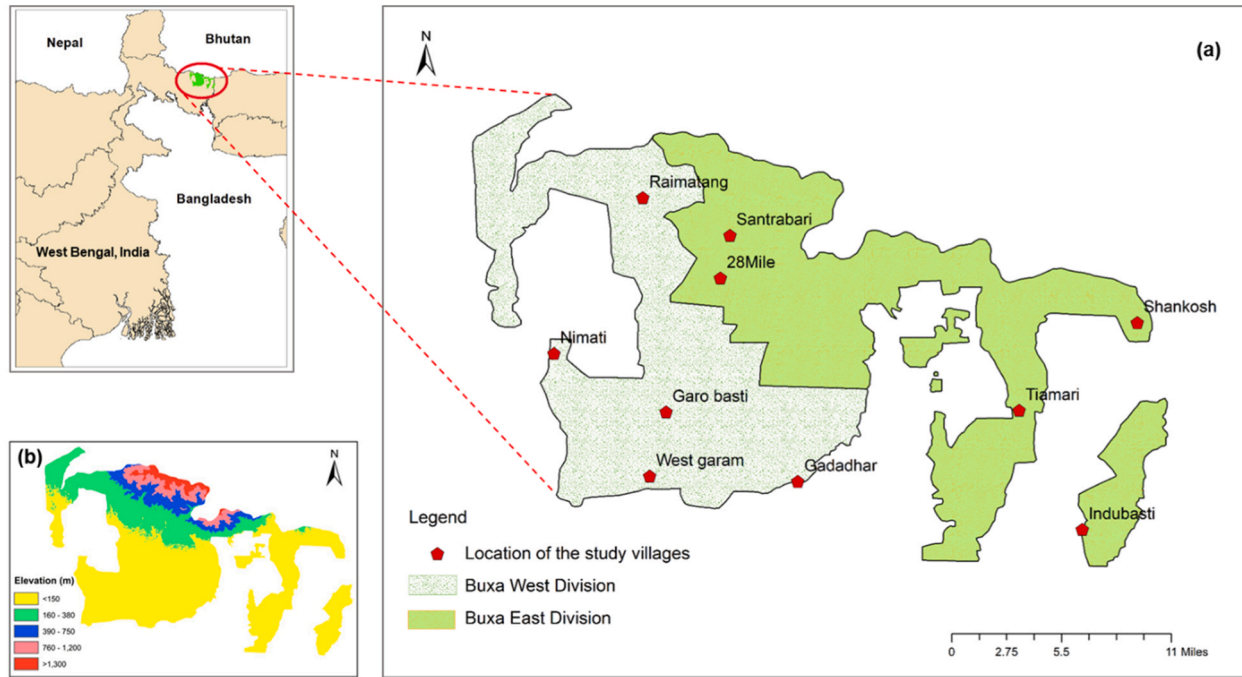 Nepal
Bhutan
Bangladesh
West Bengal, India
(a)
N
Raimatang
Santrabari
28Mile
Shankosh
Nimati
Garo basti
Tiamari
West garam
Gadadhar
Indubasti
Legend
Location of the study villages
Buxa West Division
Buxa East Division
0 2.75 5.5 11 Miles
(b)
N
Elevation (m)
<150
160 - 380
390 - 750
760 - 1,200
>1,300